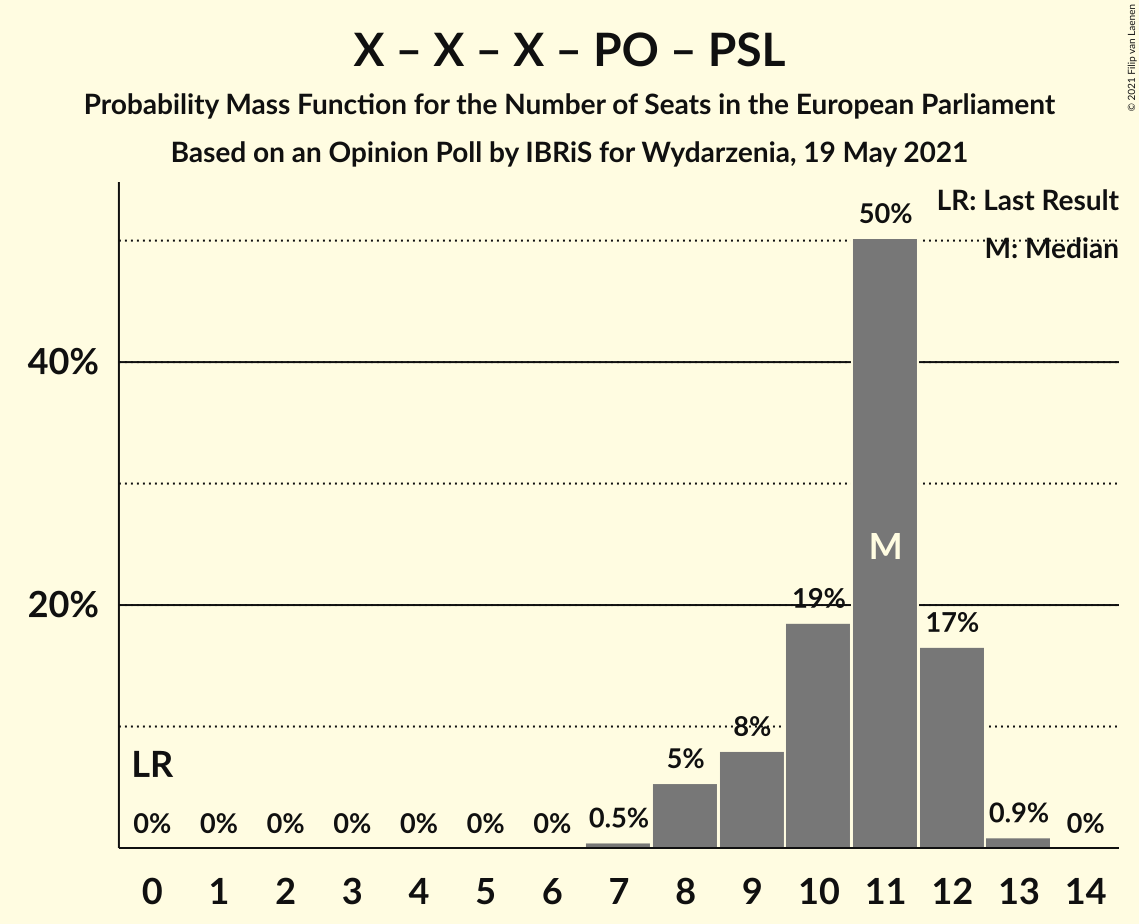 X – X – X – PO – PSL
Probability Mass Function for the Number of Seats in the European Parliament
Based on an Opinion Poll by IBRiS for Wydarzenia, 19 May 2021
© 2021 Filip van Laenen
LR: Last Result
M: Median
50%
40%
M
20%
19%
17%
8%
5%
LR
0% 0% 0% 0% 0% 0% 0% 0.5% 0.9% 0%
0 1 2 3 4 5 6 7 8 9 10 11 12 13 14